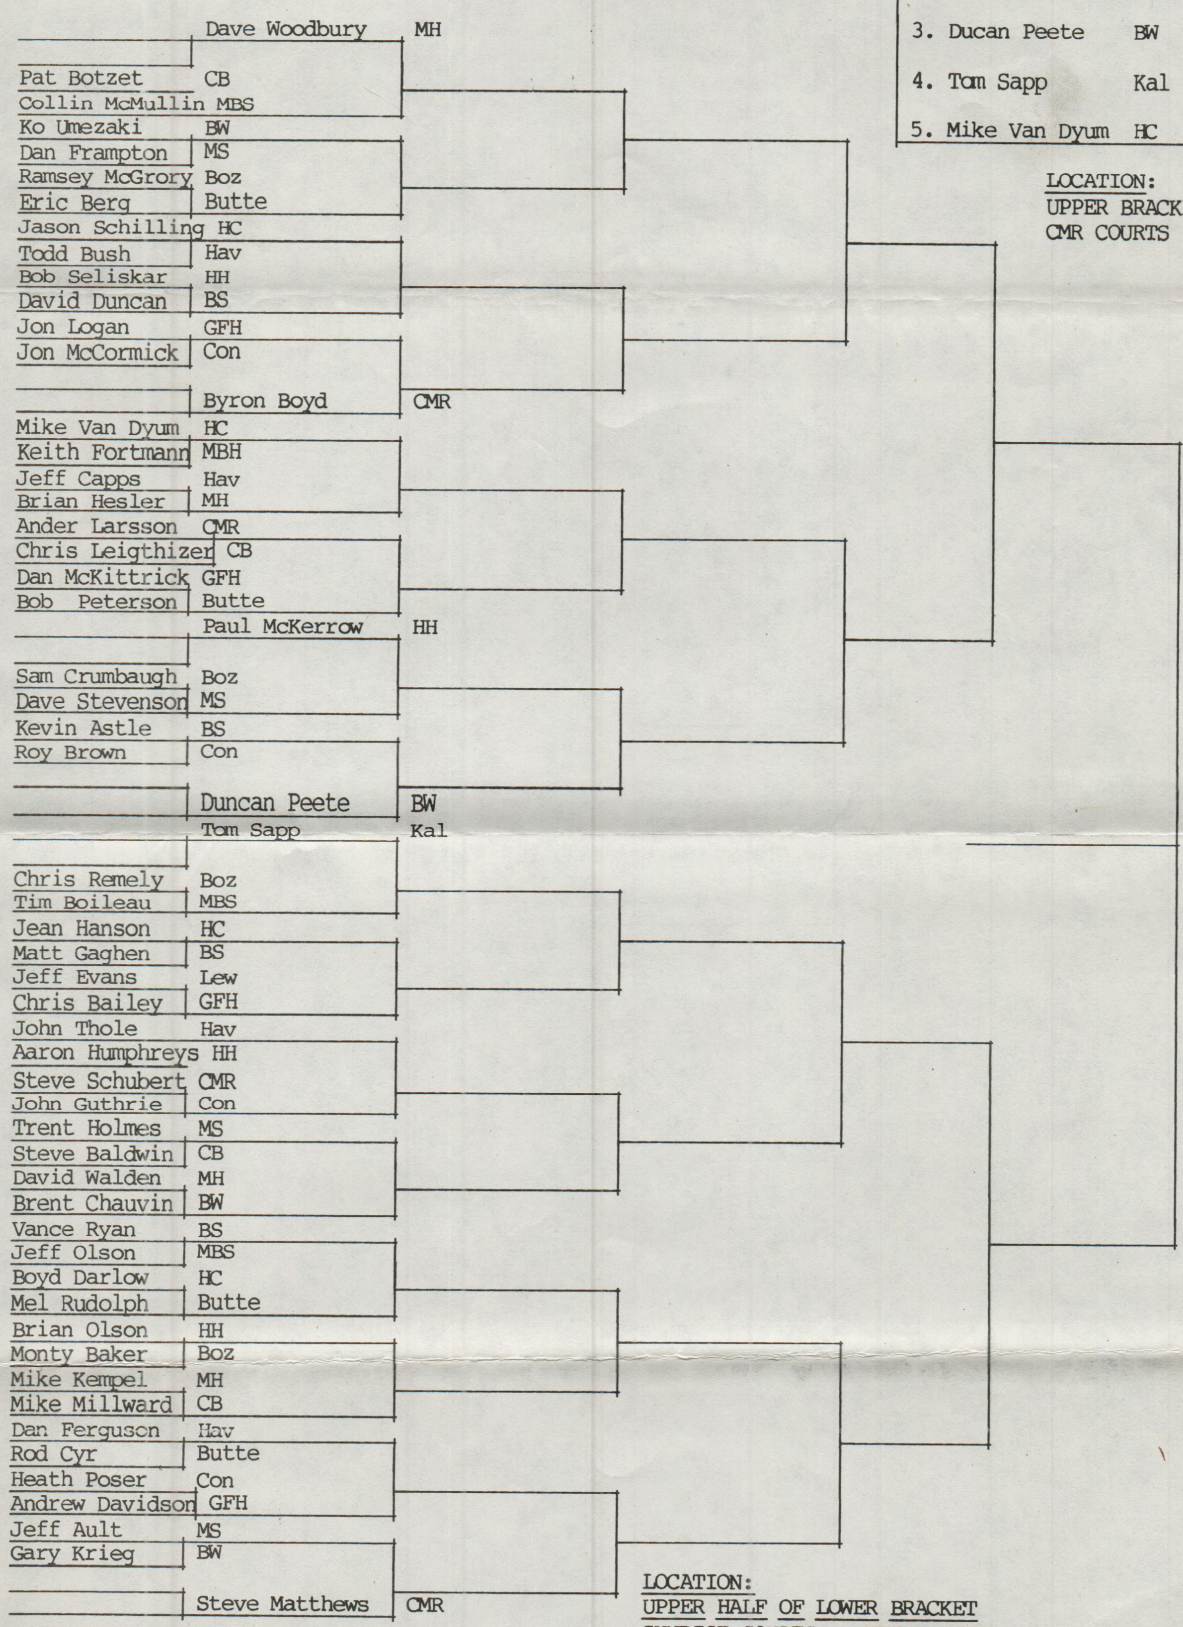 Dave Woodbury MH
Pat Botzet CB
Collin McMullin MBS
Ko Umezaki BW
Dan Frampton MS
Ramsey McGrory Boz
Eric Berg Butte
Jason Schilling HC
Todd Bush Hav
Bob Seliskar HH
David Duncan BS
Jon Logan GFH
Jon McCormick Con
Byron Boyd CMR
Mike Van Dyum HC
Keith Fortmann MBH
Jeff Capps Hav
Brian Hesler MH
Ander Larsson CMR
Chris Leigthizer CB
Dan McKittrick GFH
Bob Peterson Butte
Paul McKerrow HH
Sam Crumbaugh Boz
Dave Stevenson MS
Kevin Astle BS
Roy Brown Con
Duncan Peete BW
Tom Sapp Kal
Chris Remely Boz
Tim Boileau MBS
Jean Hanson HC
Matt Gaghen BS
Jeff Evans Lew
Chris Bailey GFH
John Thole Hav
Aaron Humphreys HH
Steve Schubert CMR
John Guthrie Con
Trent Holmes MS
Steve Baldwin CB
David Walden MH
Brent Chauvin BW
Vance Ryan BS
Jeff Olson MBS
Boyd Darlow HC
Mel Rudolph Butte
Brian Olson HH
Monty Baker Boz
Mike Kempel MH
Mike Millward CB
Dan Ferguson Hav
Rod Cyr Butte
Heath Poser Con
Andrew Davidson GFH
Jeff Ault MS
Gary Krieg BW
Steve Matthews CMR
3. Ducan Peete BW
4. Tom Sapp Kal
5. Mike Van Dyum HC
LOCATION:
UPPER BRACK
CMR COURTS
LOCATION:
UPPER HALF OF LOWER BRACKET